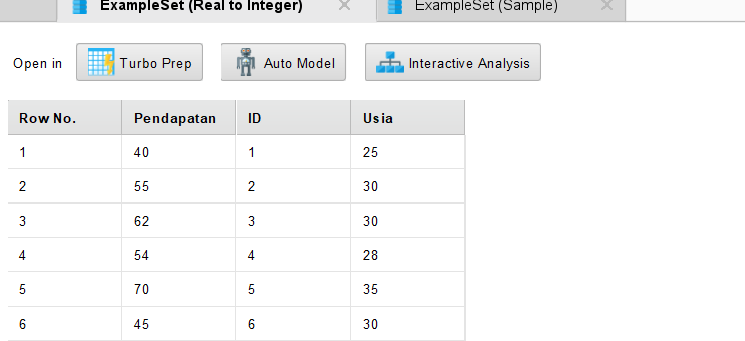 ExampleSet (Real to Integer) ExampleSet (Sample)
Open in Turbo Prep Auto Model Interactive Analysis
Row No. Pendapatan ID Usia
1 40 1 25
2 55 2 30
3 62 3 30
4 54 4 28
5 70 5 35
6 45 6 30